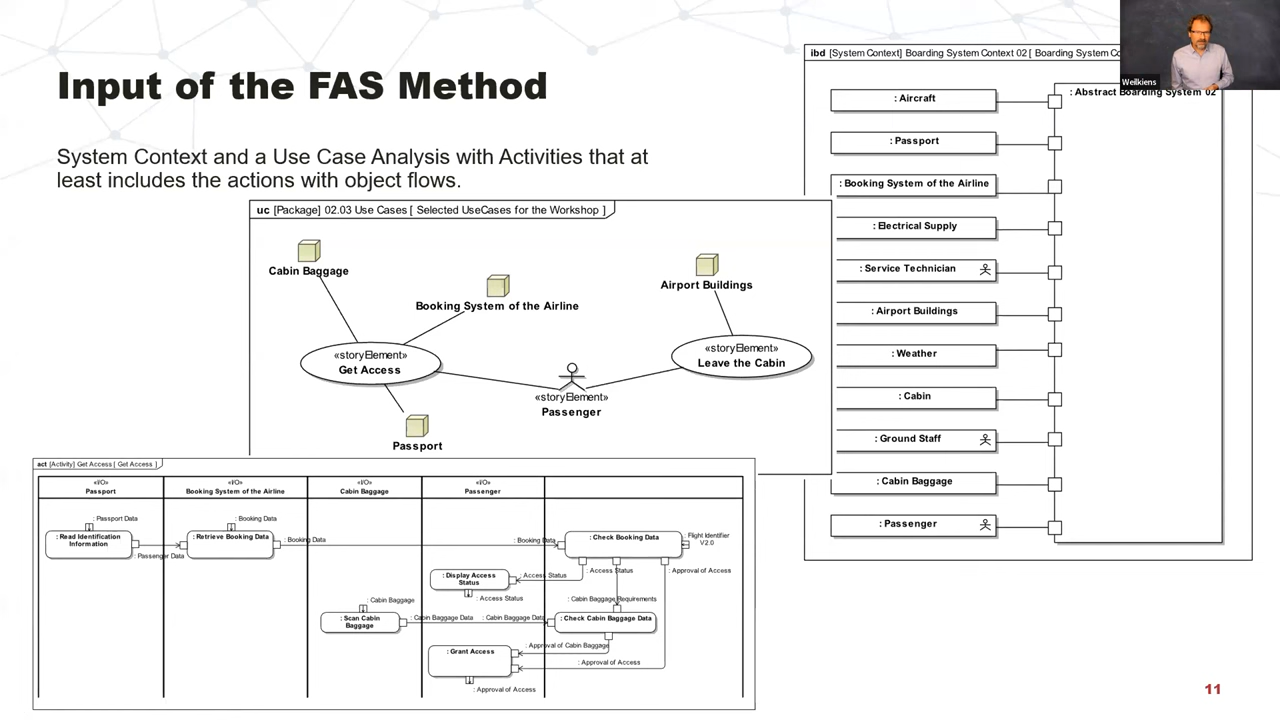 Input of the FAS Method
System Context and a Use Case Analysis with Activities that at
least includes the actions with object flows.
Weilkiens
ibd [System Context] Boarding System Context 02 [ Boarding System Co
: Abstract Boarding System 02
: Aircraft
: Passport
: Booking System of the Airline
: Electrical Supply
: Service Technician
: Airport Buildings
: Weather
: Cabin
: Ground Staff
: Cabin Baggage
: Passenger
uc [Package] 02.03 Use Cases [ Selected UseCases for the Workshop ]
Cabin Baggage
Booking System of the Airline
Airport Buildings
«storyElement»
Get Access
«storyElement»
Leave the Cabin
«storyElement»
Passenger
Passport
act [Activity] Get Access [ Get Access ]
«I/O»
Passport
«I/O»
Booking System of the Airline
«I/O»
Cabin Baggage
«I/O»
Passenger
: Passport Data
: Read Identification
Information
: Passenger Data
: Booking Data
: Retrieve Booking Data
: Booking Data
: Booking Data
: Check Booking Data
Flight Identifier
V2.0
: Display Access
Status
: Access Status
: Access Status
: Approval of Access
: Access Status
: Cabin Baggage
: Cabin Baggage Requirements
: Scan Cabin
Baggage
: Cabin Baggage Data
: Cabin Baggage Data
: Check Cabin Baggage Data
: Grant Access
: Approval of Cabin Baggage
: Approval of Access
: Approval of Access
11